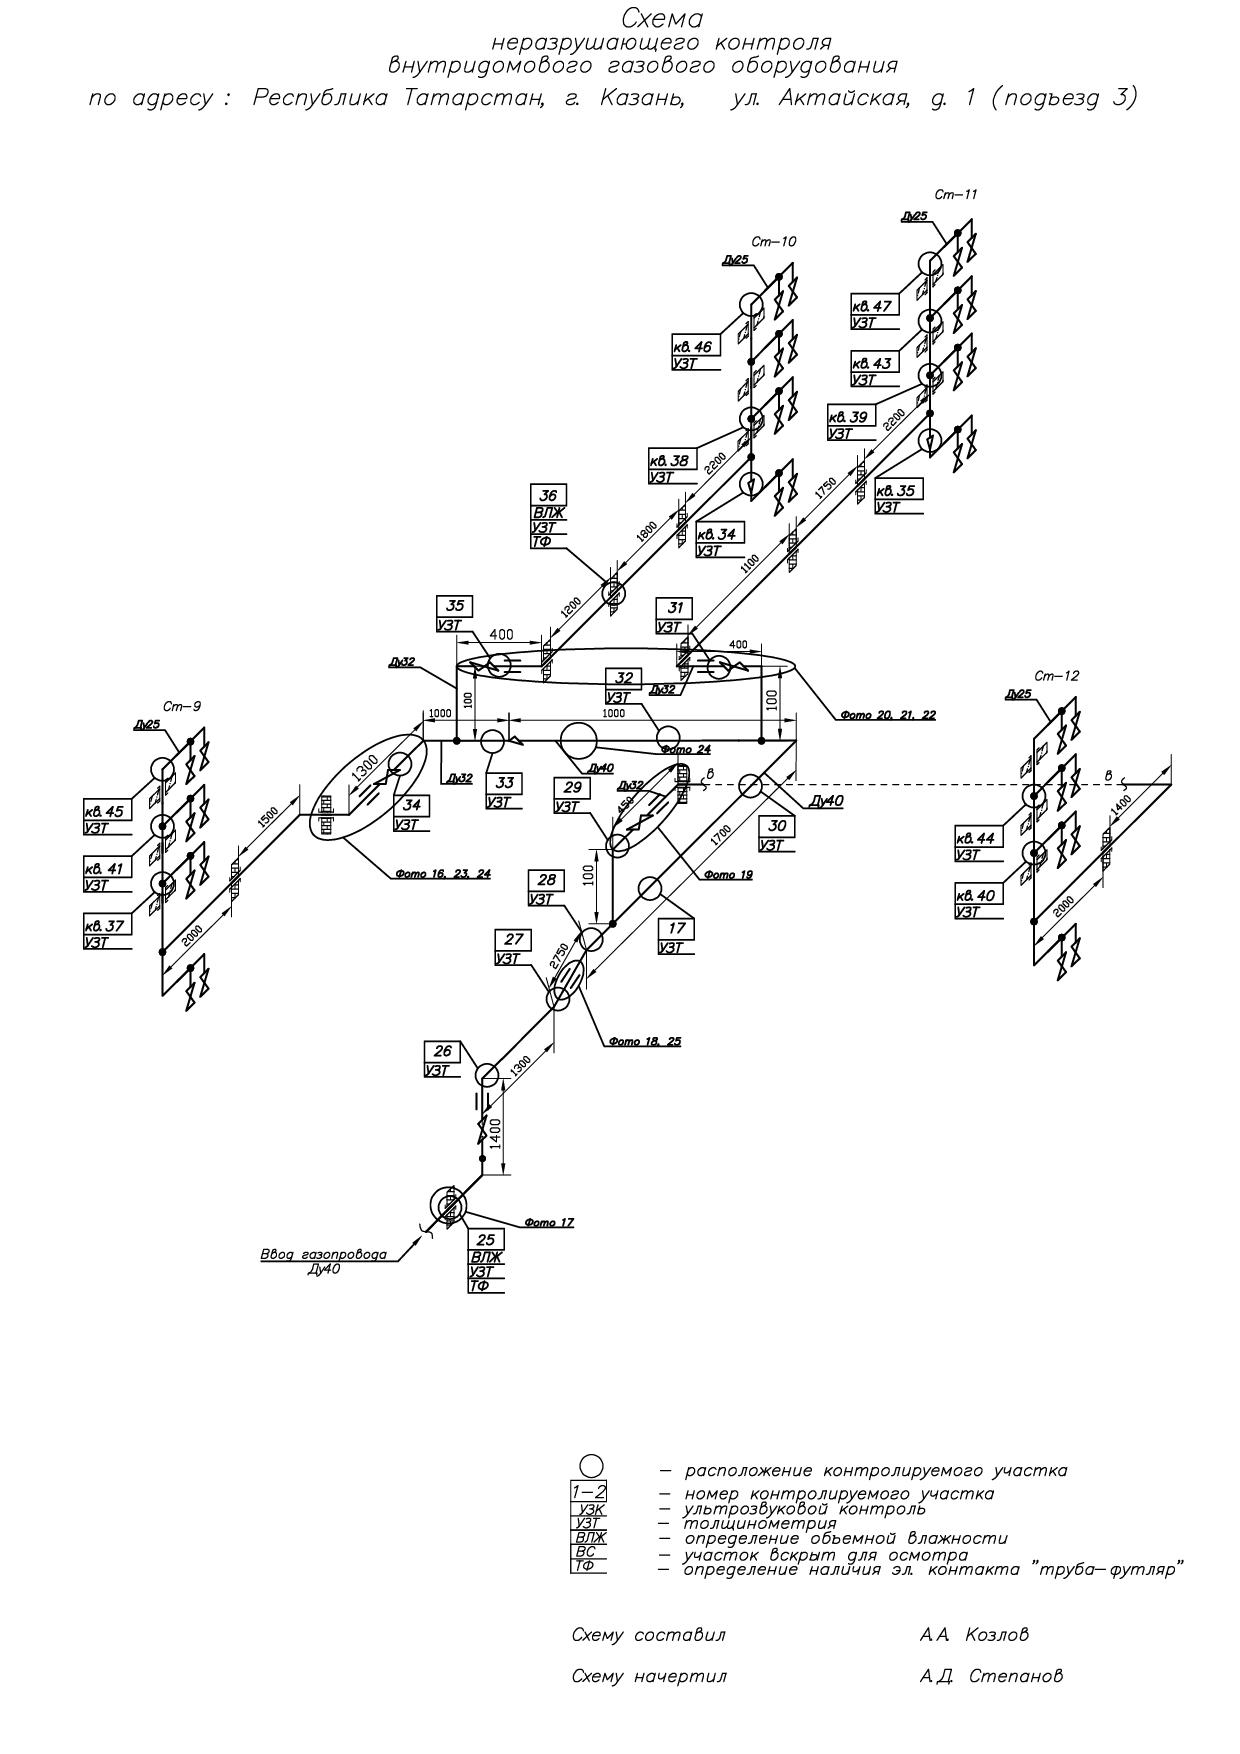 Схема
неразрушающего контроля
внутридомового газового оборудования
по адресу : Республика Татарстан, г. Казань, ул. Актайская, д. 1 (подъезд 3)
Ст-11
Ду25
Ст-10
Ду25
кв. 47
УЗТ
кв. 46
УЗТ
кв. 43
УЗТ
кв. 39
УЗТ
2200
кв. 38
УЗТ
2200
кв. 35
УЗТ
1750
36
ВЛЖ
УЗТ
ТФ
1800
кв. 34
УЗТ
1100
1200
35
УЗТ
31
УЗТ
400
400
Ду32
32
УЗТ
Ду32
100
100
Фото 20, 21, 22
1000
1000
Ст-12
Ду25
Ст-9
Ду25
Фото 24
Ду40
Ду32
1300
33
УЗТ
29
УЗТ
Ду32
450
в
в
Ду40
34
УЗТ
30
УЗТ
1700
1400
кв. 45
УЗТ
1500
кв. 44
УЗТ
кв. 41
УЗТ
Фото 16, 23, 24
Фото 19
100
28
УЗТ
кв. 40
УЗТ
2000
кв. 37
УЗТ
2000
17
УЗТ
27
УЗТ
2750
Фото 18, 25
26
УЗТ
1300
1400
Фото 17
25
ВЛЖ
УЗТ
ТФ
Ввод газопровода
Ду40
– расположение контролируемого участка
1-2 – номер контролируемого участка
УЗК – ультрозвуковой контроль
УЗТ – толщинометрия
ВЛЖ – определение объемной влажности
ВС – участок вскрыт для осмотра
ТФ – определение наличия эл. контакта "труба-футляр"
Схему составил А.А. Козлов
Схему начертил А.Д. Степанов